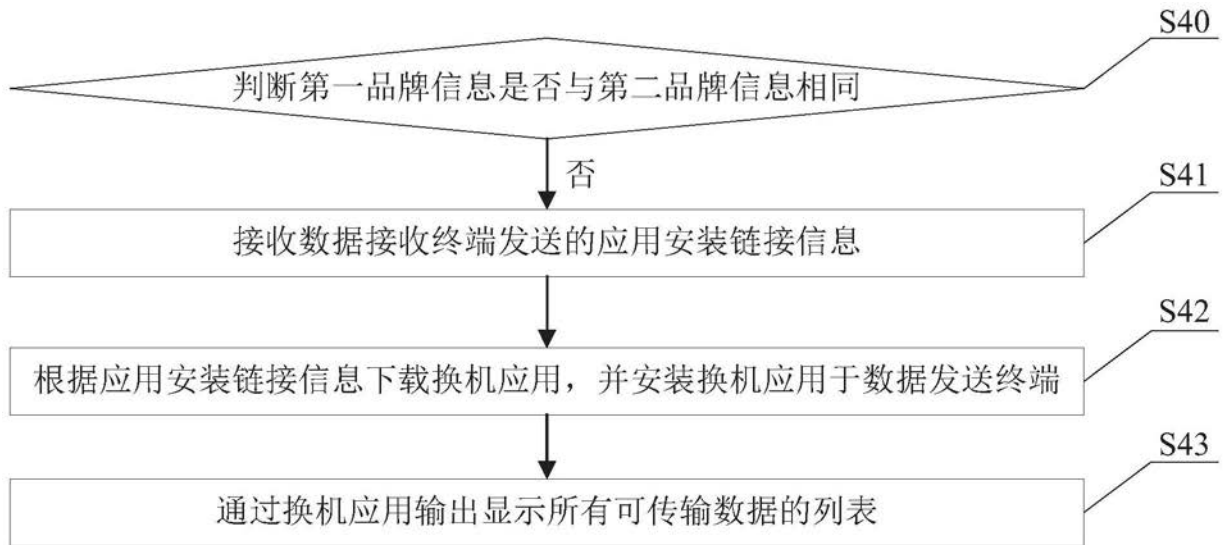 S40
判断第一品牌信息是否与第二品牌信息相同
否
S41
接收数据接收终端发送的应用安装链接信息
S42
根据应用安装链接信息下载换机应用，并安装换机应用于数据发送终端
S43
通过换机应用输出显示所有可传输数据的列表